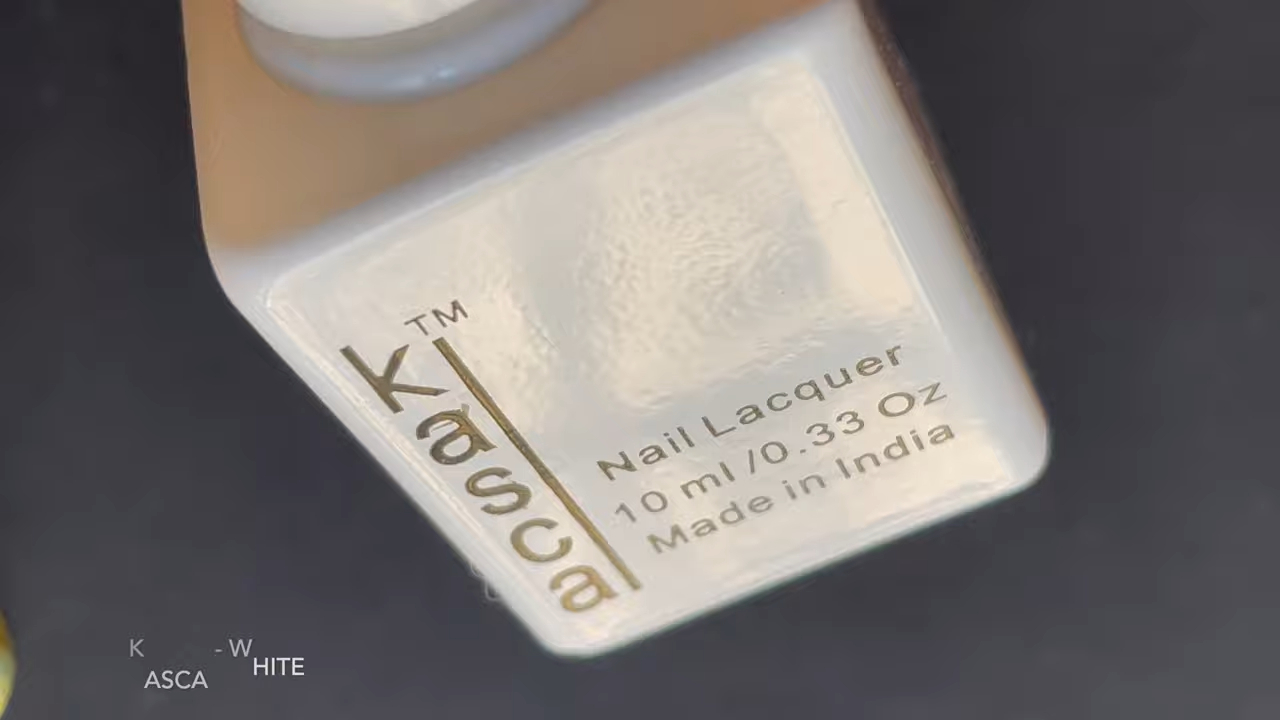 kasca™
Nail Lacquer
10 ml /0.33 Oz
Made in India
KASCA - WHITE